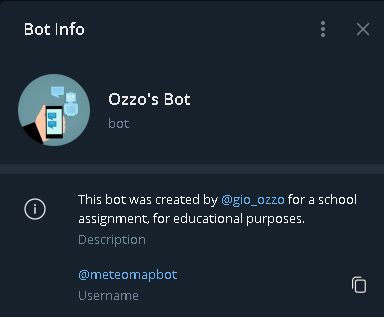 Bot Info
Ozzo's Bot
bot
This bot was created by @gio_ozzo for a school
assignment, for educational purposes.
Description
@meteomapbot
Username